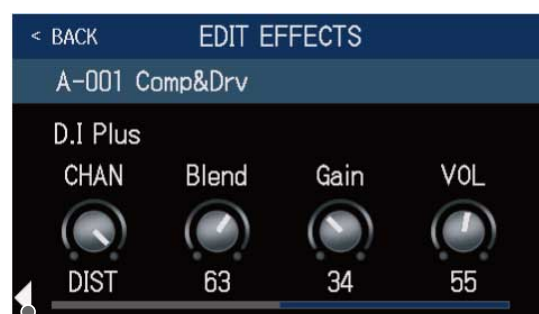 < BACK EDIT EFFECTS
A-001 Comp&Drv
D.I Plus
CHAN Blend Gain VOL
DIST 63 34 55